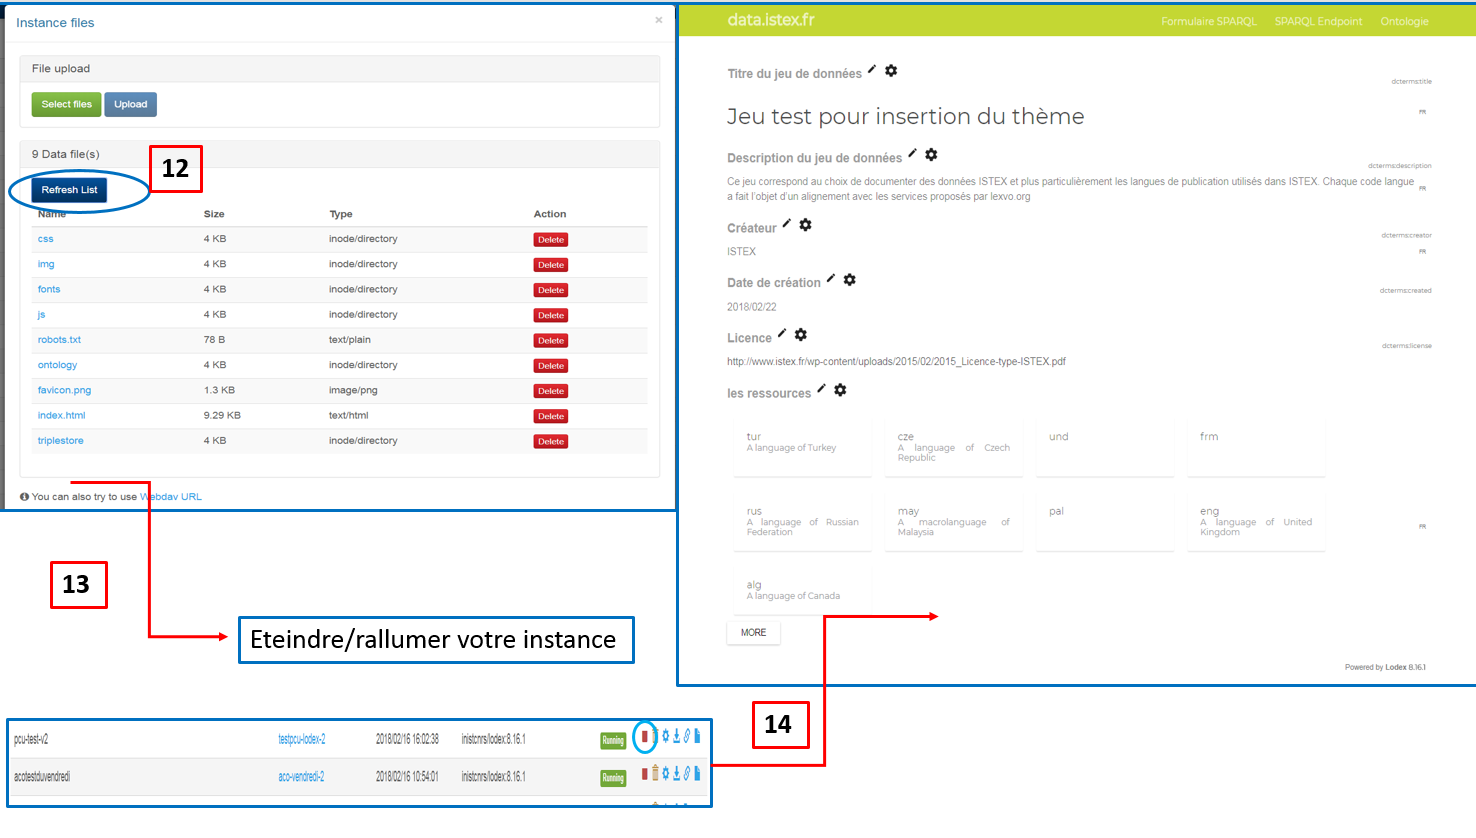 Instance files
×
File upload
Select files Upload
9 Data file(s)
12
Refresh List
Name Size Type Action
css 4 KB inode/directory Delete
img 4 KB inode/directory Delete
fonts 4 KB inode/directory Delete
js 4 KB inode/directory Delete
robots.txt 78 B text/plain Delete
ontology 4 KB inode/directory Delete
favicon.png 1.3 KB image/png Delete
index.html 9.29 KB text/html Delete
triplestore 4 KB inode/directory Delete
You can also try to use Webdav URL
13
Eteindre/rallumer votre instance
data.istex.fr Formulaire SPARQL SPARQL Endpoint Ontologie
Titre du jeu de données
dcterms:title
Jeu test pour insertion du thème
FR
Description du jeu de données
dcterms:description
Ce jeu correspond au choix de documenter des données ISTEX et plus particulièrement les langues de publication utilisés dans ISTEX. Chaque code langue
a fait l'objet d'un alignement avec les services proposés par lexvo.org
FR
Créateur
dcterms:creator
ISTEX
FR
Date de création
dcterms:created
2018/02/22
Licence
dcterms:license
http://www.istex.fr/wp-content/uploads/2015/02/2015_Licence-type-ISTEX.pdf
les ressources
tur
A language of Turkey
cze
A language of Czech
Republic
und
frm
rus
A language of Russian
Federation
may
A macrolanguage of
Malaysia
pal
eng
A language of United
Kingdom
FR
alg
A language of Canada
MORE
Powered by Lodex 8.16.1
14
pcu-test-v2 testpcu-lodex-2 2018/02/16 16:02:38 inistcnrs/lodex:8.16.1 Running
acotestduvendredi aco-vendredi-2 2018/02/16 10:54:01 inistcnrs/lodex:8.16.1 Running